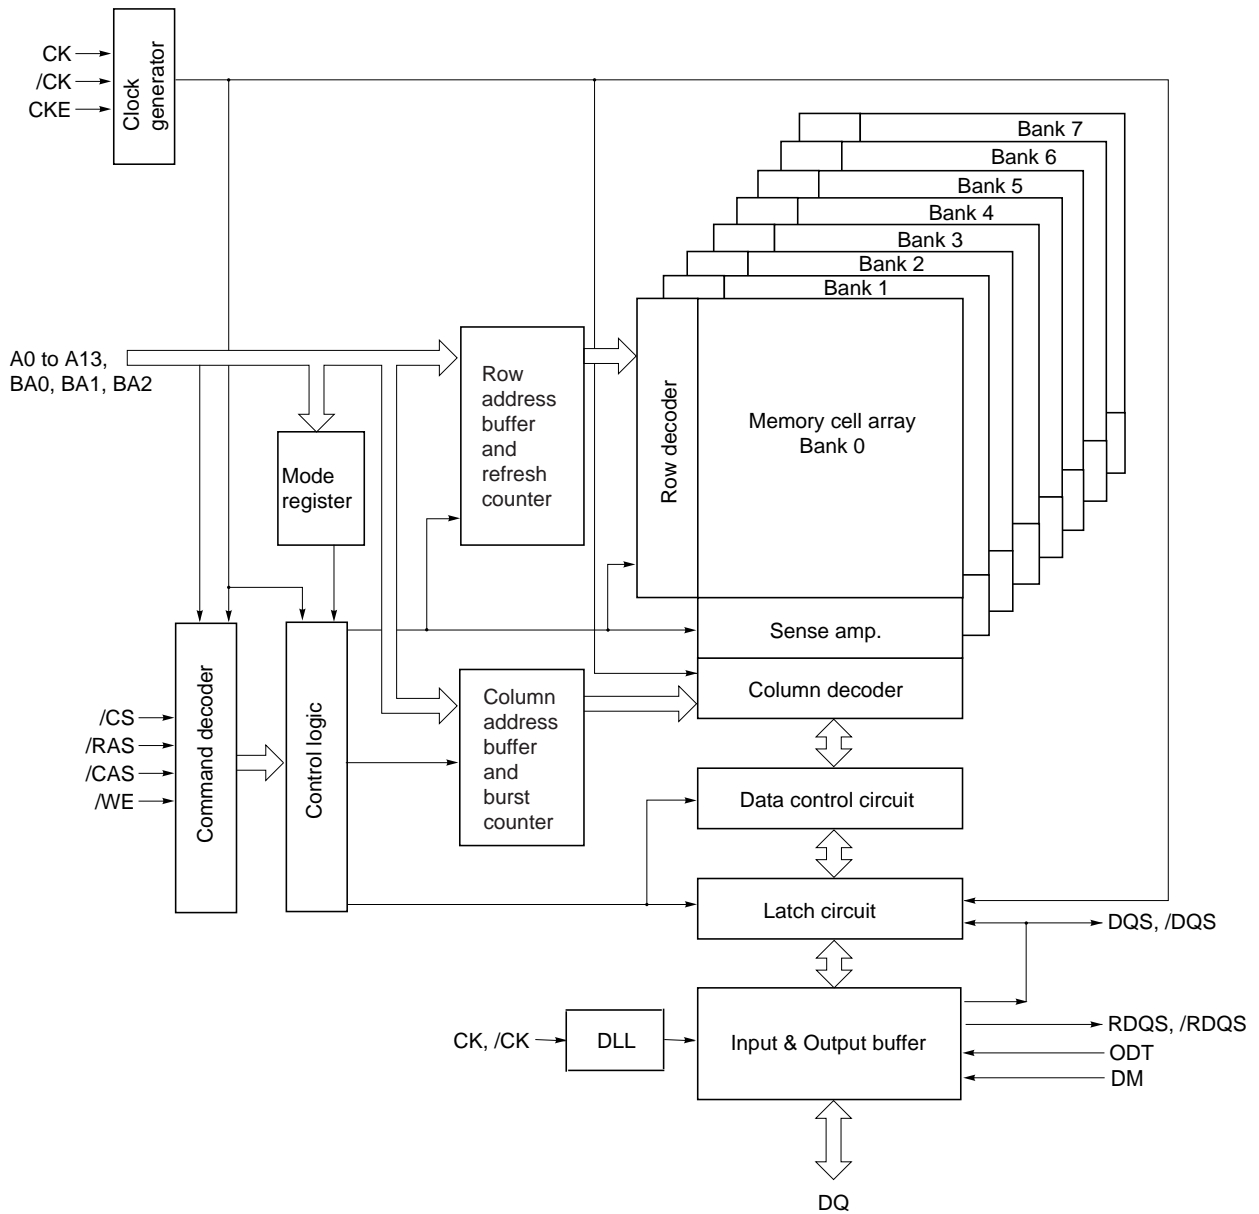 CK
/CK
CKE
Clock
generator
Bank 7
Bank 6
Bank 5
Bank 4
Bank 3
Bank 2
Bank 1
A0 to A13,
BA0, BA1, BA2
Row
address
buffer
and
refresh
counter
Row decoder
Memory cell array
Bank 0
Mode
register
Sense amp.
Column decoder
/CS
/RAS
/CAS
/WE
Command decoder
Control logic
Column
address
buffer
and
burst
counter
Data control circuit
Latch circuit
DQS, /DQS
CK, /CK
DLL
Input & Output buffer
RDQS, /RDQS
ODT
DM
DQ